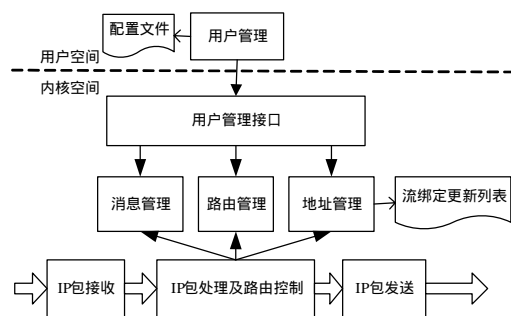 配置文件
用户管理
用户空间
内核空间
用户管理接口
消息管理
路由管理
地址管理
流绑定更新列表
IP包接收
IP包处理及路由控制
IP包发送